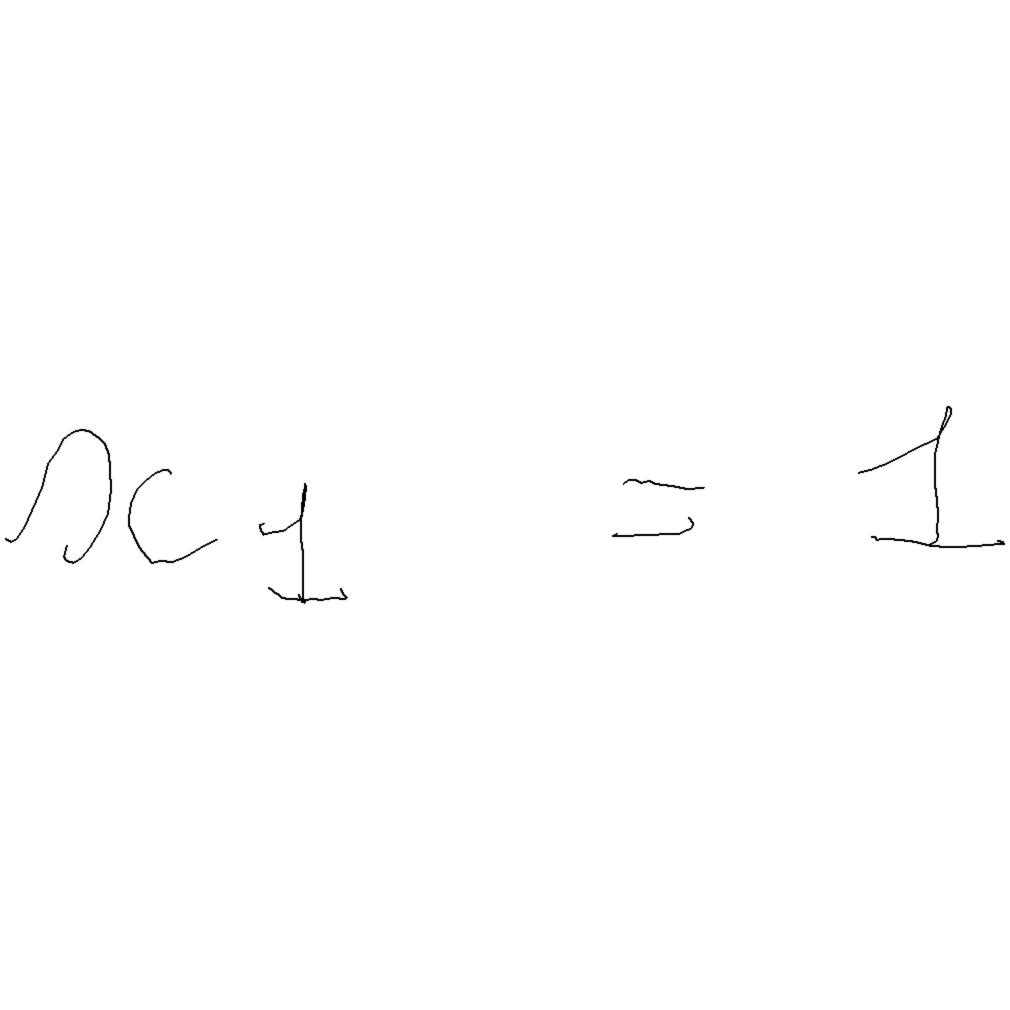 x₁ = 1